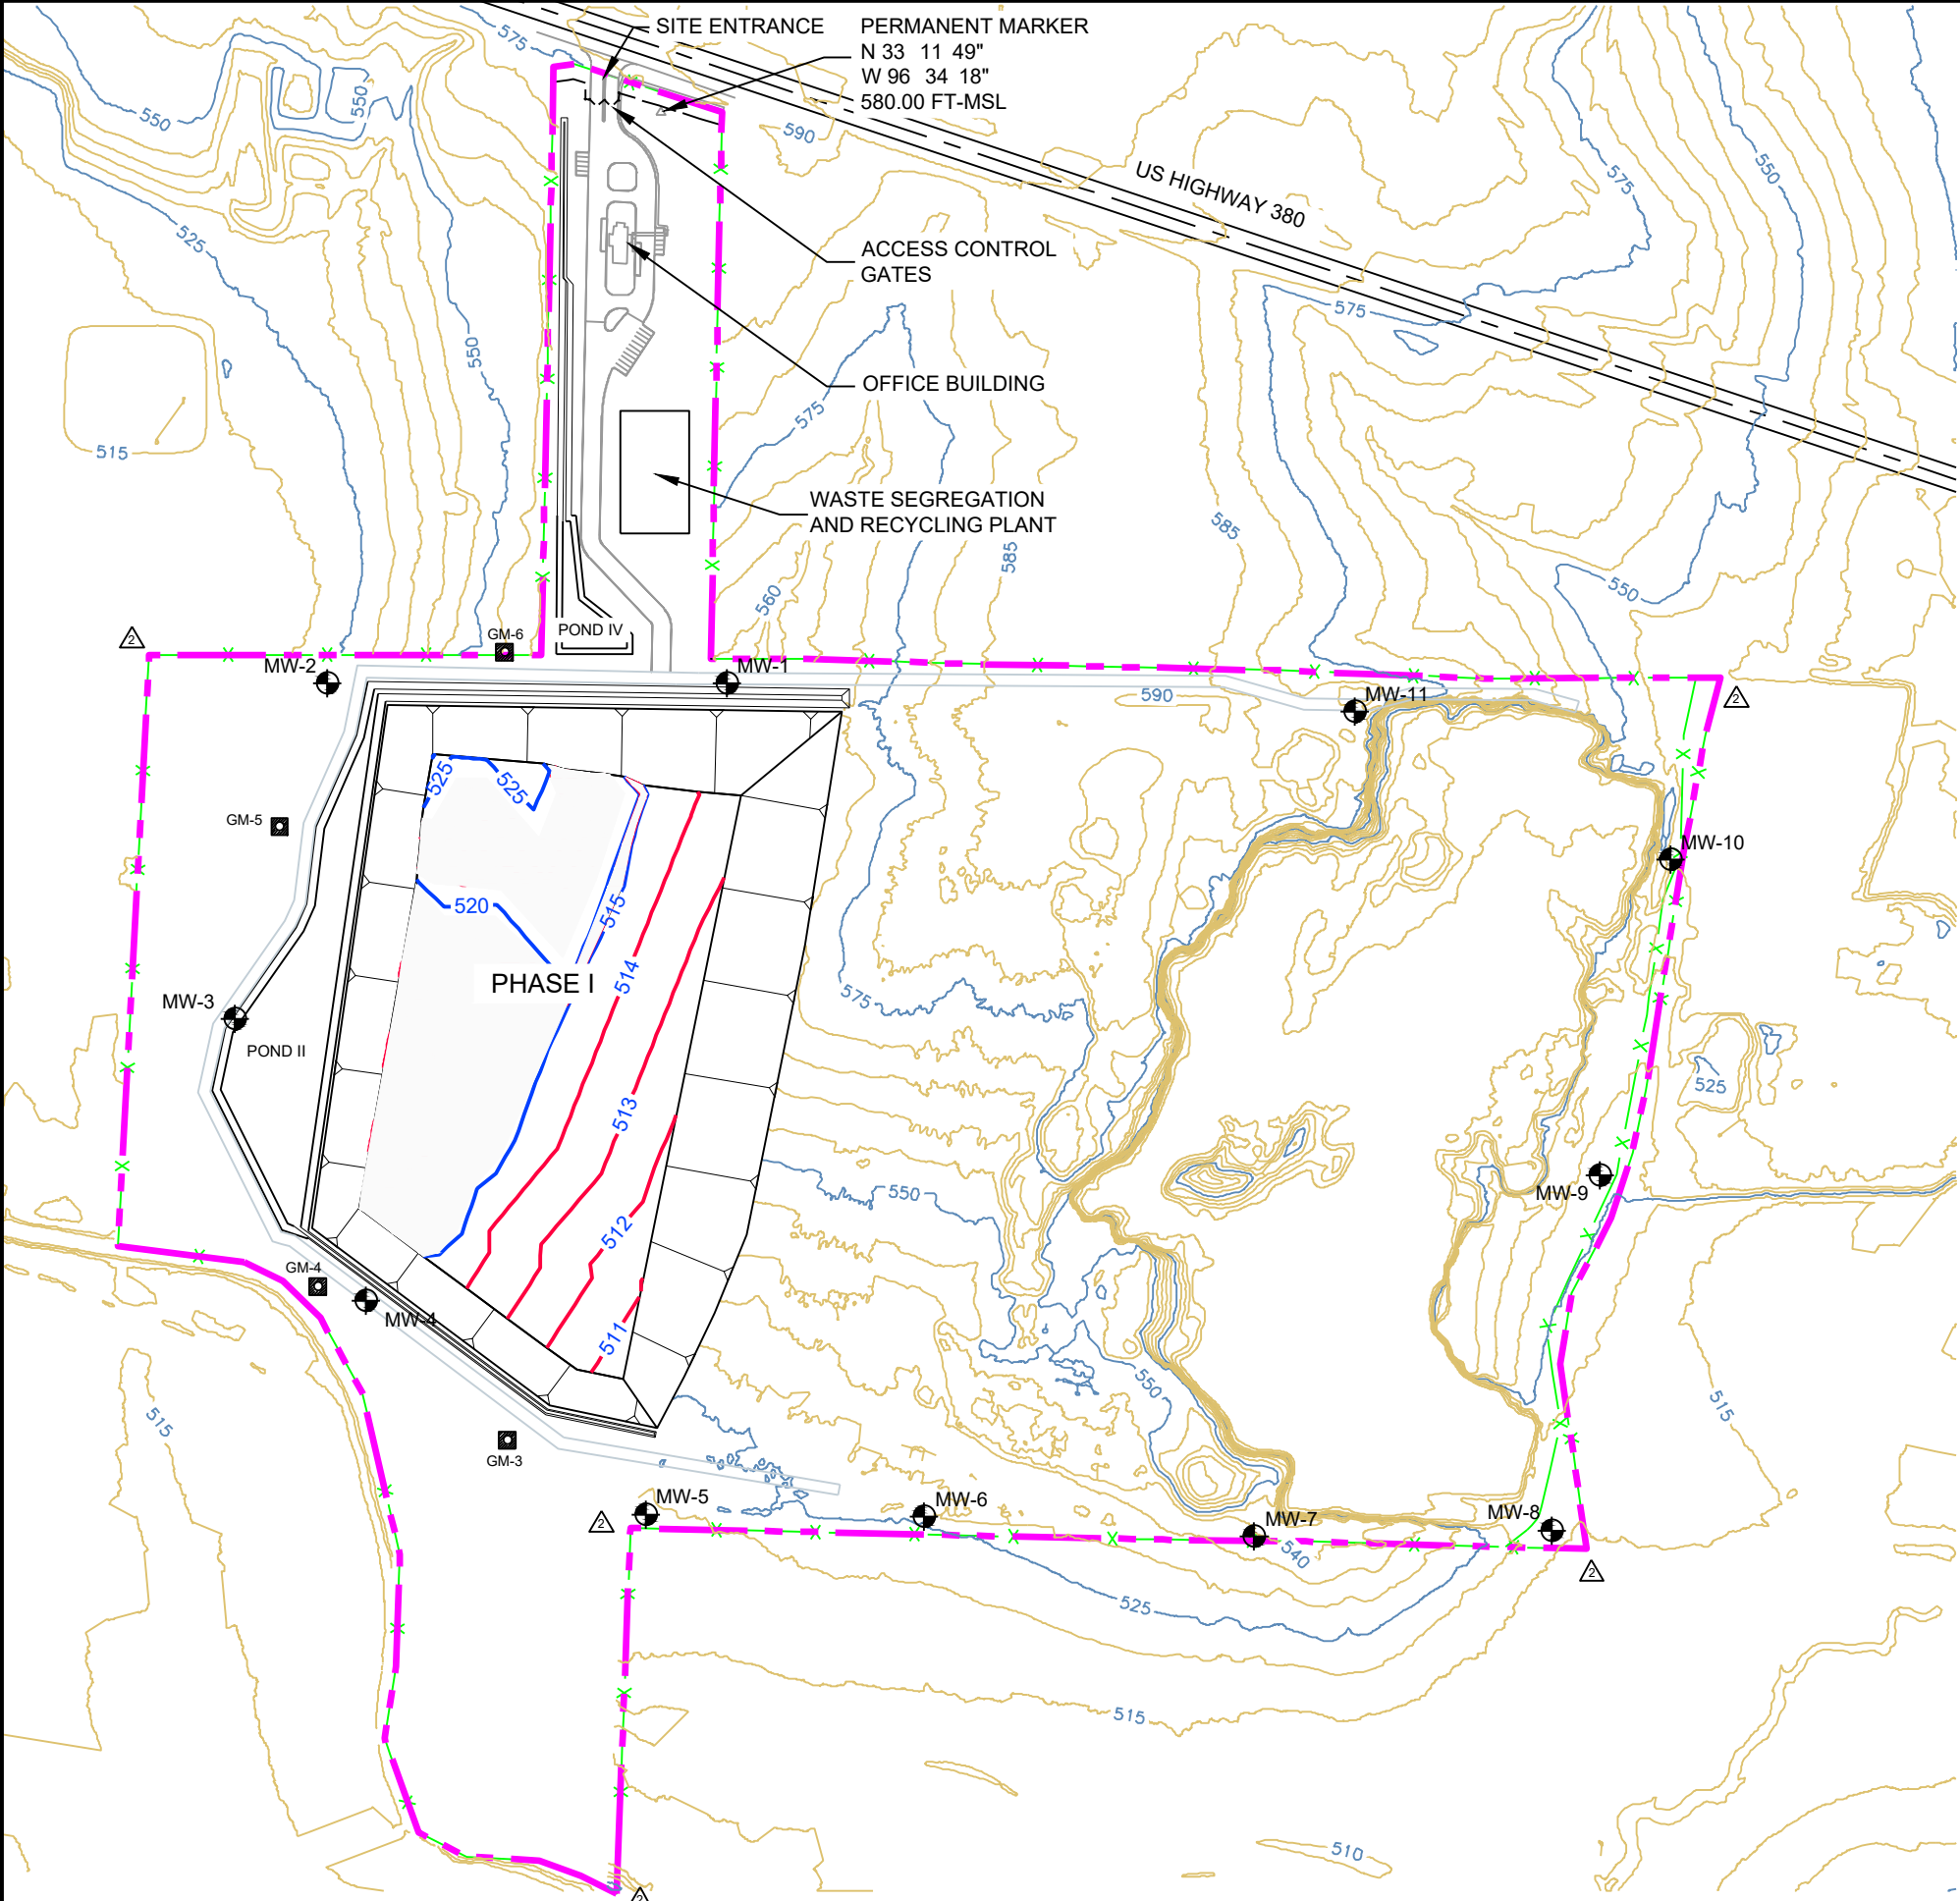 SITE ENTRANCE
PERMANENT MARKER
N 33 11 49"
W 96 34 18"
580.00 FT-MSL
575
550
550
590
US HIGHWAY 380
575
550
525
ACCESS CONTROL
GATES
550
575
OFFICE BUILDING
575
515
WASTE SEGREGATION
AND RECYCLING PLANT
585
585
560
550
2
GM-6
POND IV
MW-2
MW-1
MW-11
590
2
525
525
GM-5
MW-10
520
515
PHASE I
514
575
MW-3
POND II
525
513
550
MW-9
512
GM-4
MW-4
511
550
515
515
GM-3
MW-5
2
MW-6
MW-7
MW-8
540
2
525
515
510
2